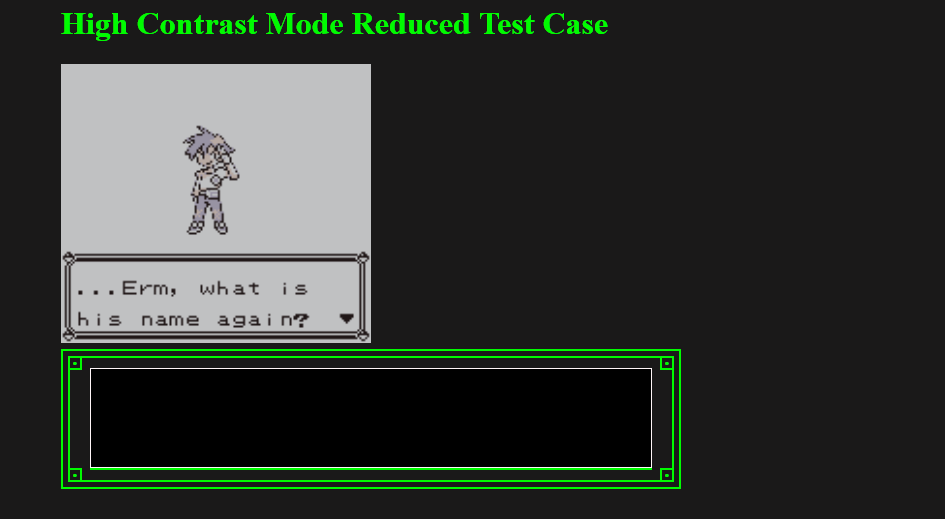 High Contrast Mode Reduced Test Case
...Erm, what is
his name again?